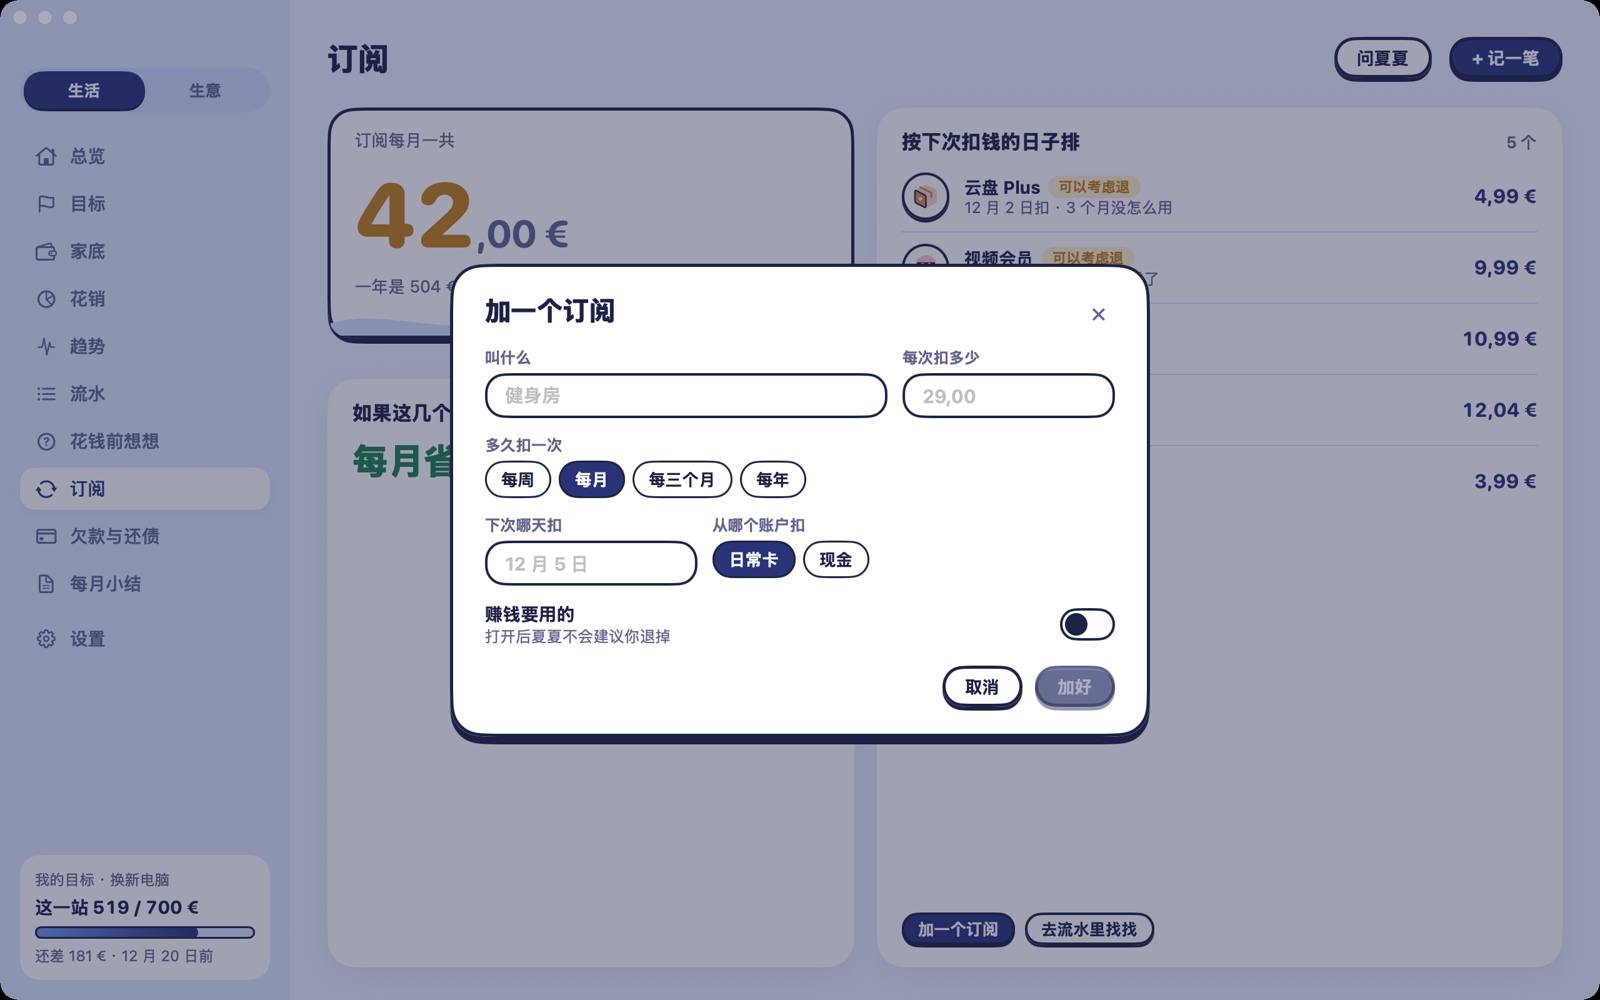 生活
生意
总览
目标
家底
花销
趋势
流水
花钱前想想
订阅
欠款与还债
每月小结
设置
我的目标 · 换新电脑
这一站 519 / 700 €
还差 181 € · 12 月 20 日前
订阅
问夏夏
+ 记一笔
订阅每月一共
42,00 €
一年是 504
如果这几个
每月省
按下次扣钱的日子排
5 个
云盘 Plus 可以考虑退
12 月 2 日扣 · 3 个月没怎么用
4,99 €
视频会员 可以考虑退
了
9,99 €
10,99 €
12,04 €
3,99 €
加一个订阅
去流水里找找
加一个订阅
×
叫什么
健身房
每次扣多少
29,00
多久扣一次
每周
每月
每三个月
每年
下次哪天扣
12 月 5 日
从哪个账户扣
日常卡
现金
赚钱要用的
打开后夏夏不会建议你退掉
取消
加好